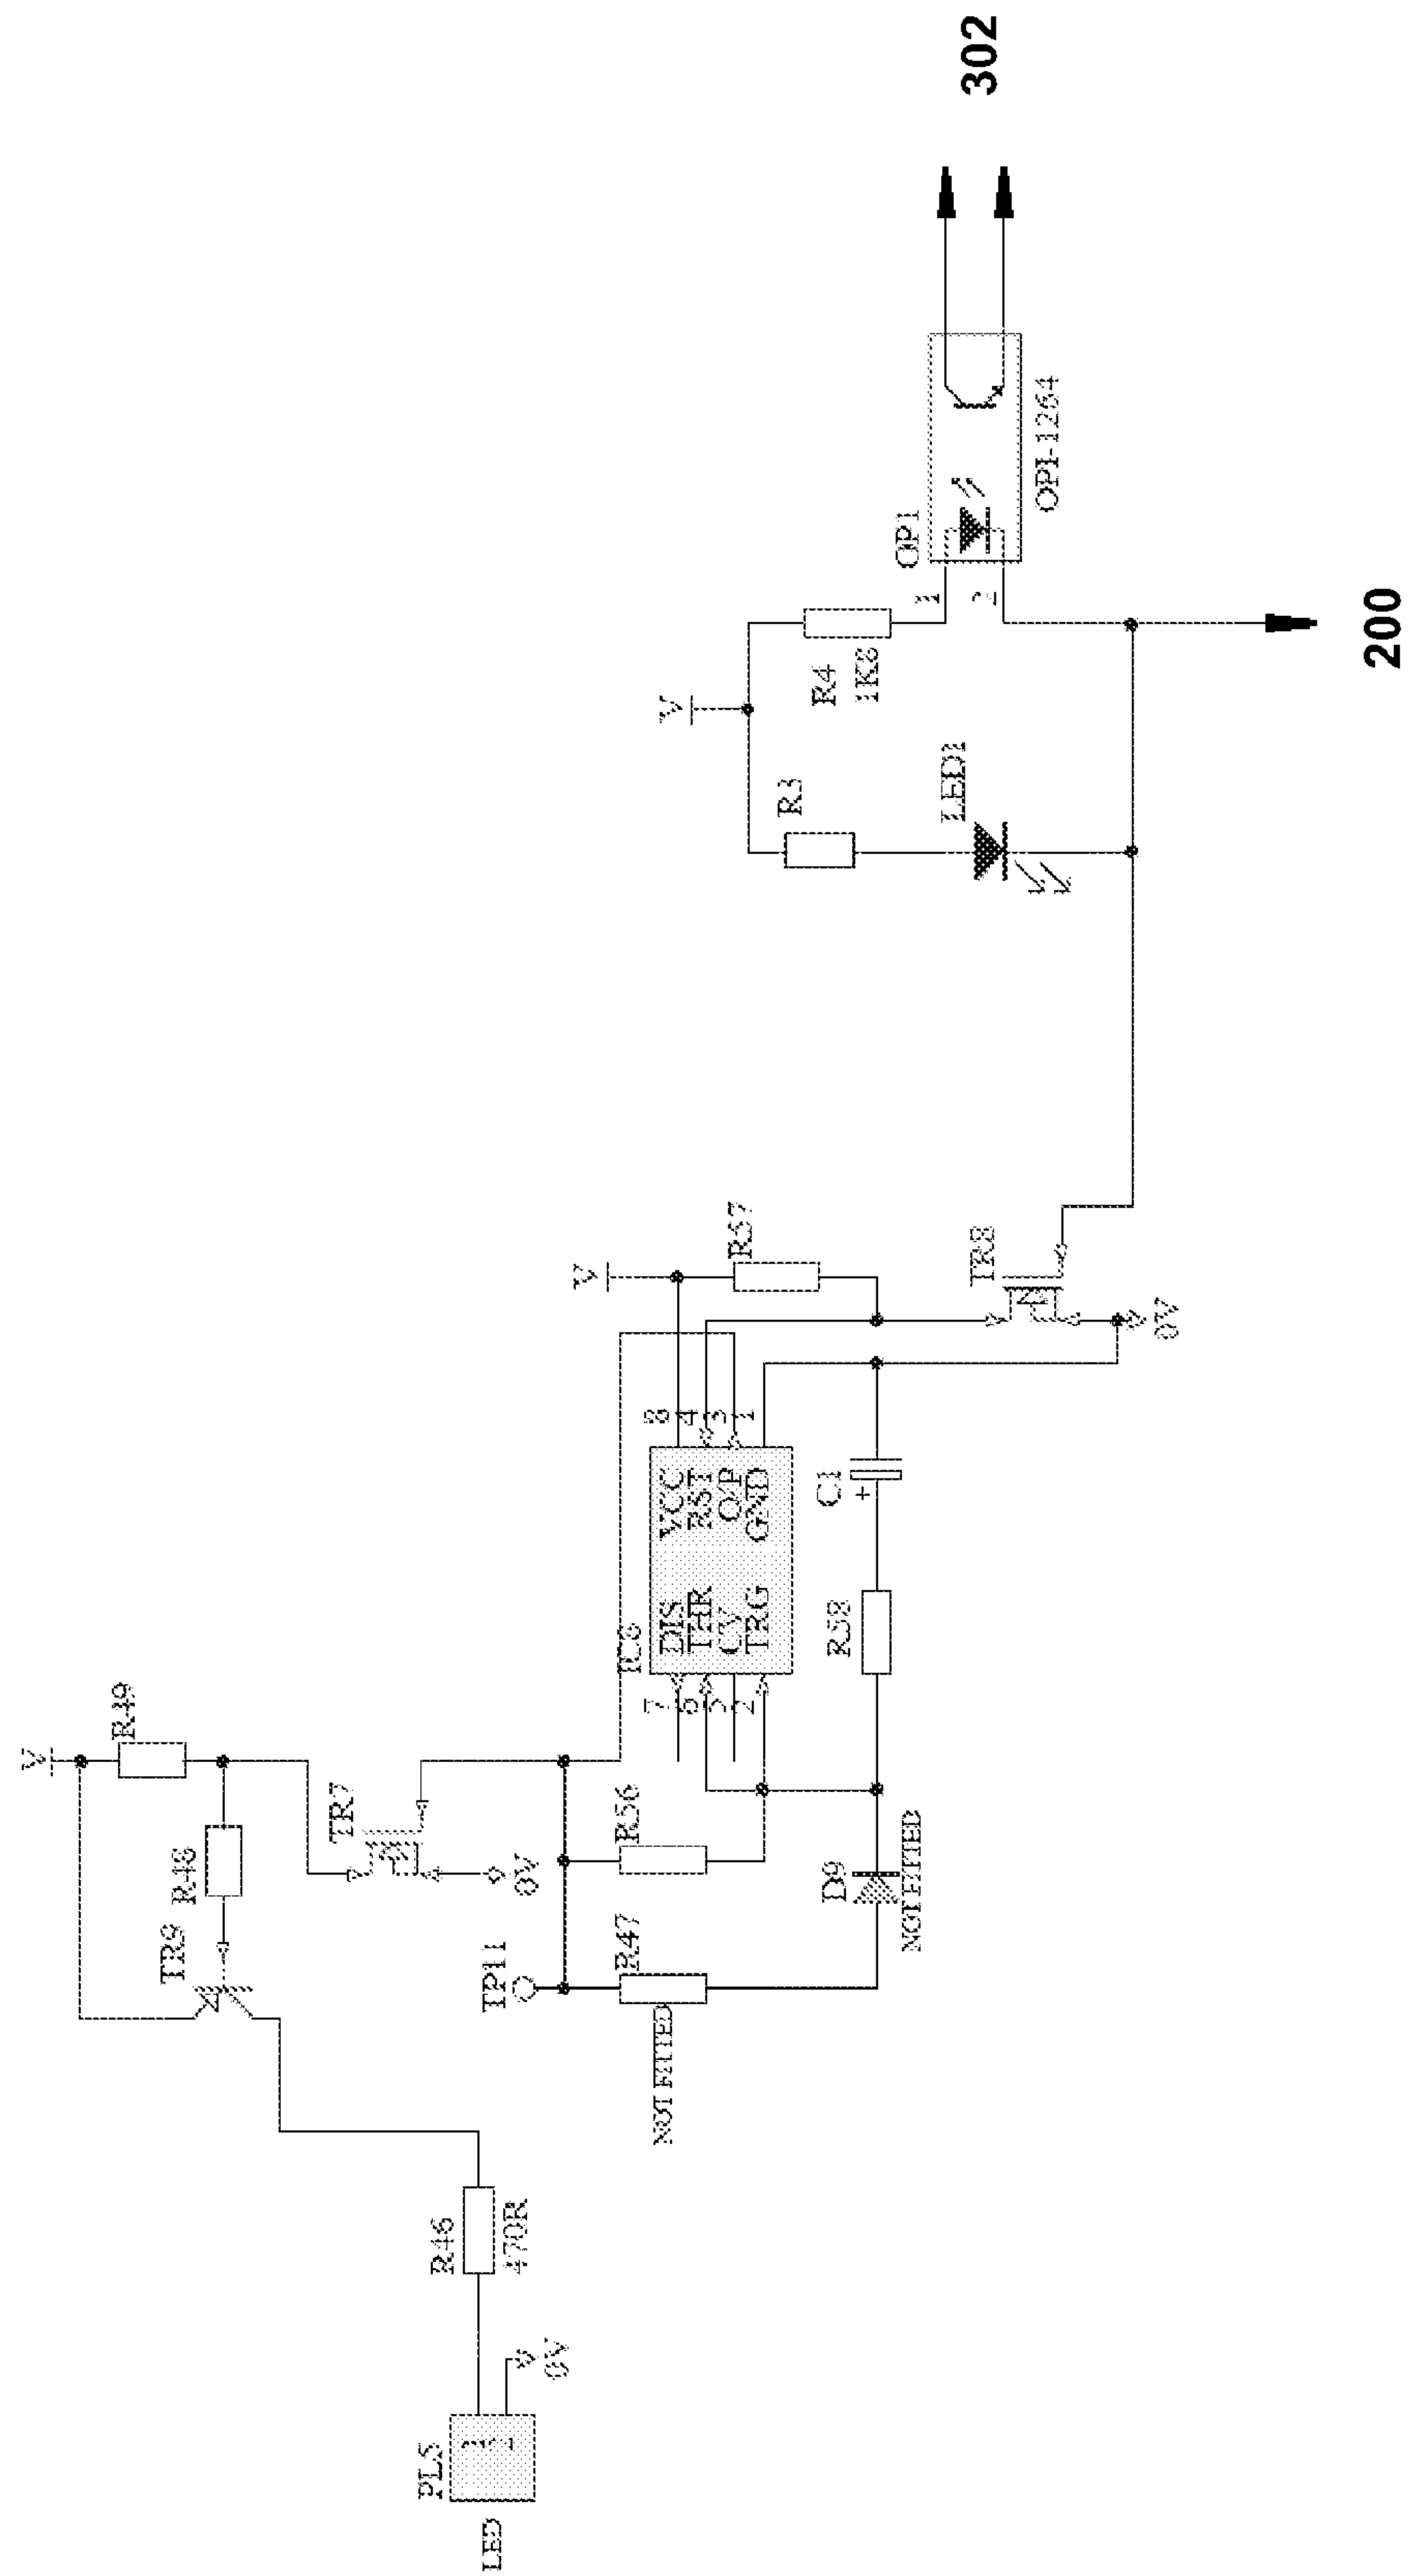 302
200
V
R49
R48
TR9
TR7
0V
TP11
R47
NOT FITTED
R56
D9
NOT FITTED
R46
470R
PL5
LED
0V
IC6
DIS
THR
CV
TRG
VCC
RST
O/P
GND
7
6
5
2
8
4
3
1
R58
C1
+
V
R57
TR8
0V
V
R3
LED1
R4
1K8
OP1
1
2
OPI-1264